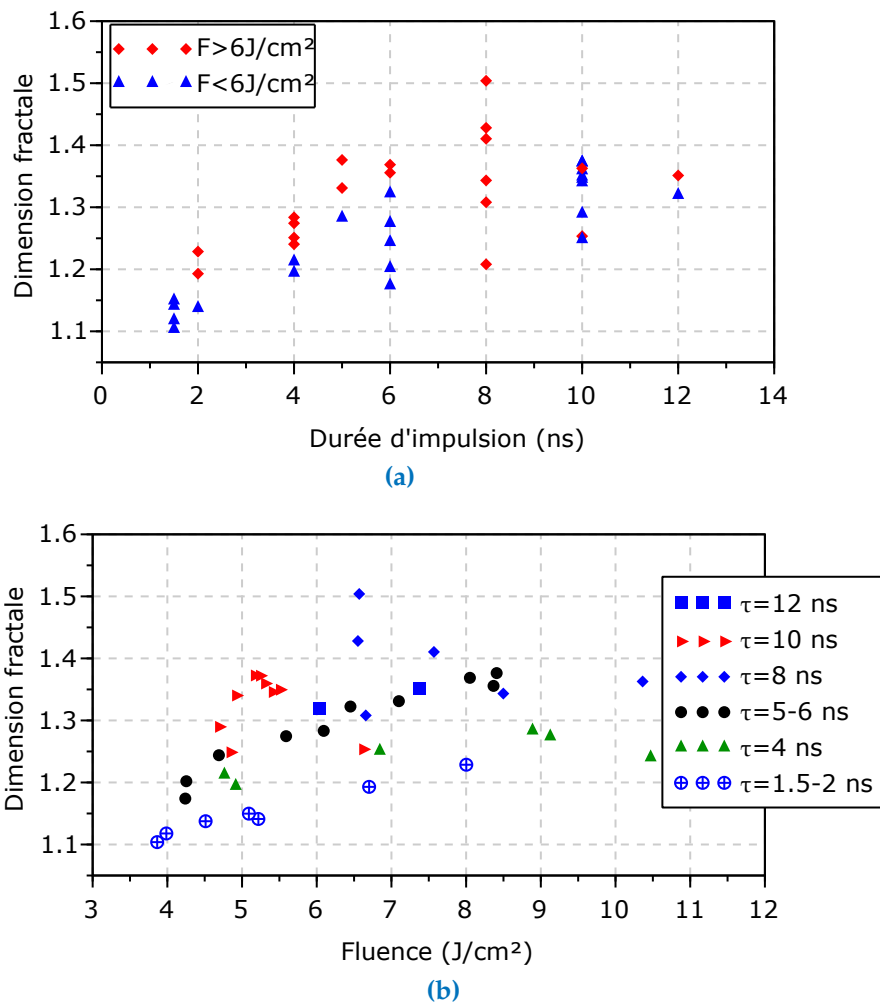 1.6
1.5
1.4
1.3
1.2
1.1
Dimension fractale
F>6J/cm²
F<6J/cm²
0 2 4 6 8 10 12 14
Durée d'impulsion (ns)
(a)
1.6
1.5
1.4
1.3
1.2
1.1
Dimension fractale
τ=12 ns
τ=10 ns
τ=8 ns
τ=5-6 ns
τ=4 ns
τ=1.5-2 ns
3 4 5 6 7 8 9 10 11 12
Fluence (J/cm²)
(b)